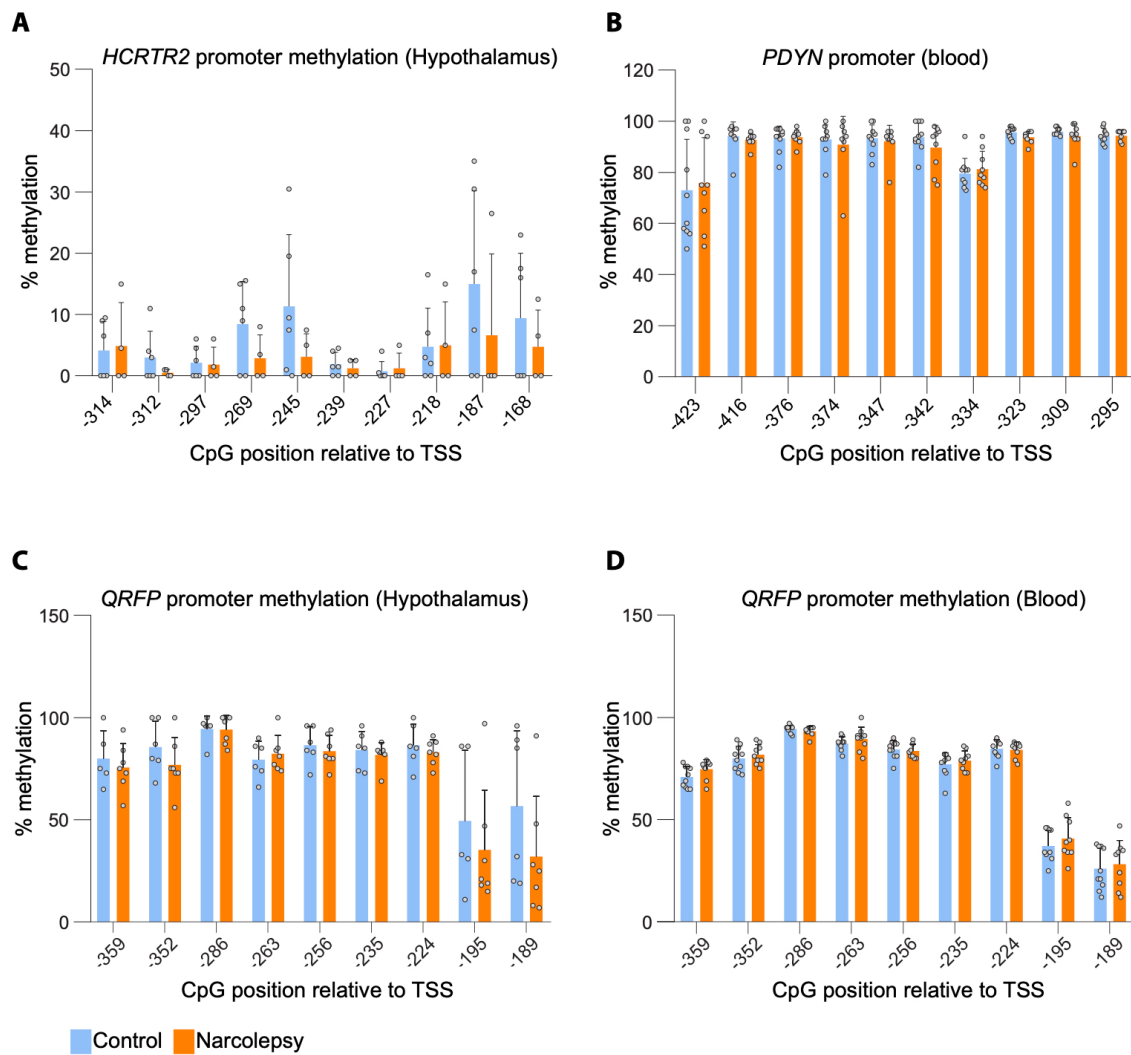 A
HCRTR2 promoter methylation (Hypothalamus)
50
40
30
20
10
0
% methylation
-314 -312 -297 -269 -245 -239 -227 -218 -187 -168
CpG position relative to TSS
B
PDYN promoter (blood)
120
100
80
60
40
20
0
% methylation
-423 -416 -376 -374 -347 -342 -334 -323 -309 -295
CpG position relative to TSS
C
QRFP promoter methylation (Hypothalamus)
150
100
50
0
% methylation
-359 -352 -286 -263 -256 -235 -224 -195 -189
CpG position relative to TSS
D
QRFP promoter methylation (Blood)
150
100
50
0
% methylation
-359 -352 -286 -263 -256 -235 -224 -195 -189
CpG position relative to TSS
Control Narcolepsy